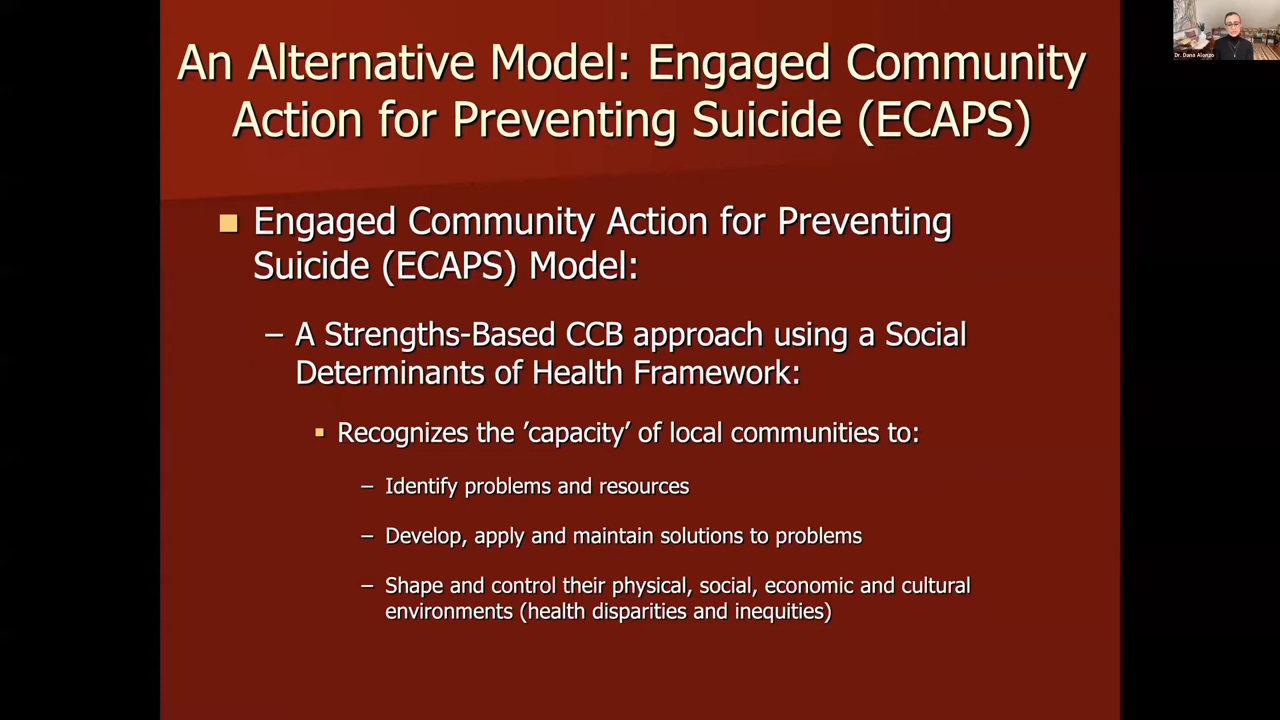 An Alternative Model: Engaged Community
Action for Preventing Suicide (ECAPS)
Engaged Community Action for Preventing
Suicide (ECAPS) Model:
– A Strengths-Based CCB approach using a Social
Determinants of Health Framework:
Recognizes the ’capacity’ of local communities to:
– Identify problems and resources
– Develop, apply and maintain solutions to problems
– Shape and control their physical, social, economic and cultural
environments (health disparities and inequities)
Dr. Dana Alonzo